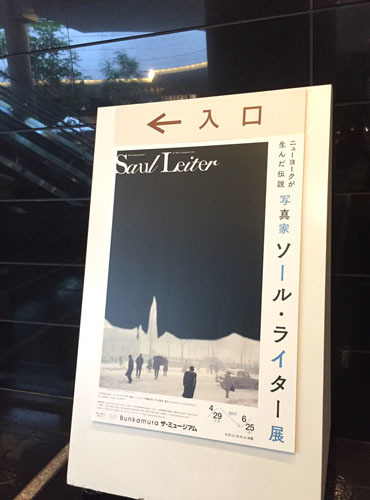 ← 入口
Saul Leiter
ニューヨークが
生んだ伝説
写真家 ソール・ライター展
4/29 2017 6/25
Bunkamura ザ・ミュージアム